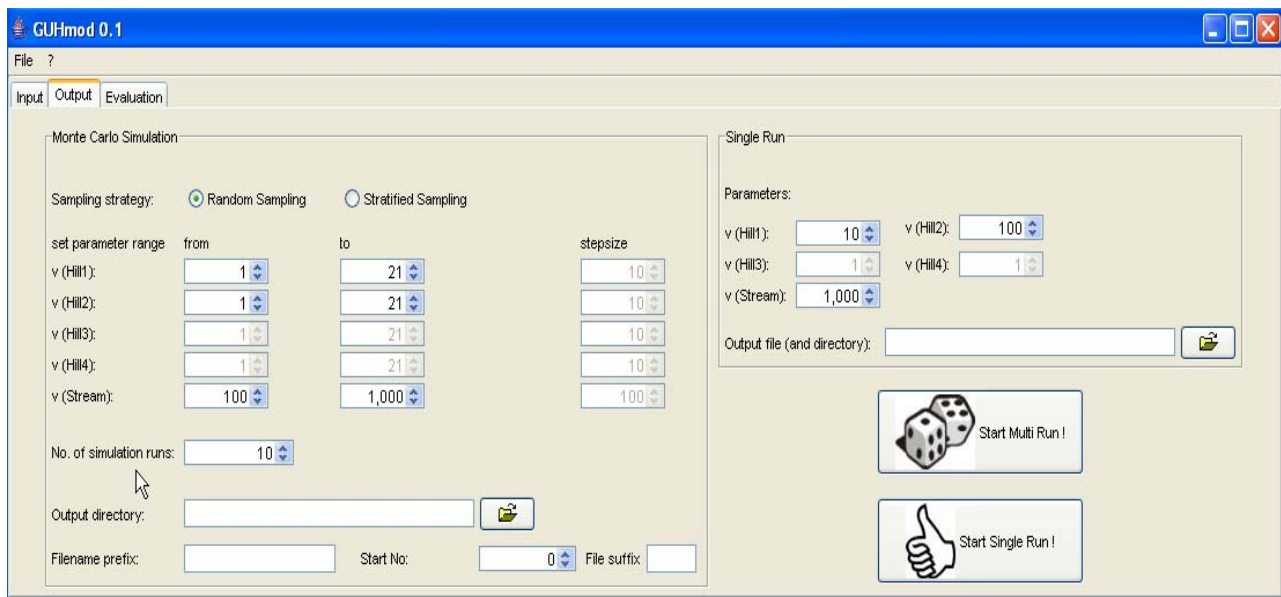 GUHmod 0.1
File ?
Input Output Evaluation
Monte Carlo Simulation
Sampling strategy: Random Sampling Stratified Sampling
set parameter range from to stepsize
v (Hill1): 1 21 10
v (Hill2): 1 21 10
v (Hill3): 1 21 10
v (Hill4): 1 21 10
v (Stream): 100 1,000 100
No. of simulation runs: 10
Output directory:
Filename prefix: Start No: 0 File suffix
Single Run
Parameters:
v (Hill1): 10 v (Hill2): 100
v (Hill3): 1 v (Hill4): 1
v (Stream): 1,000
Output file (and directory):
Start Multi Run !
Start Single Run !